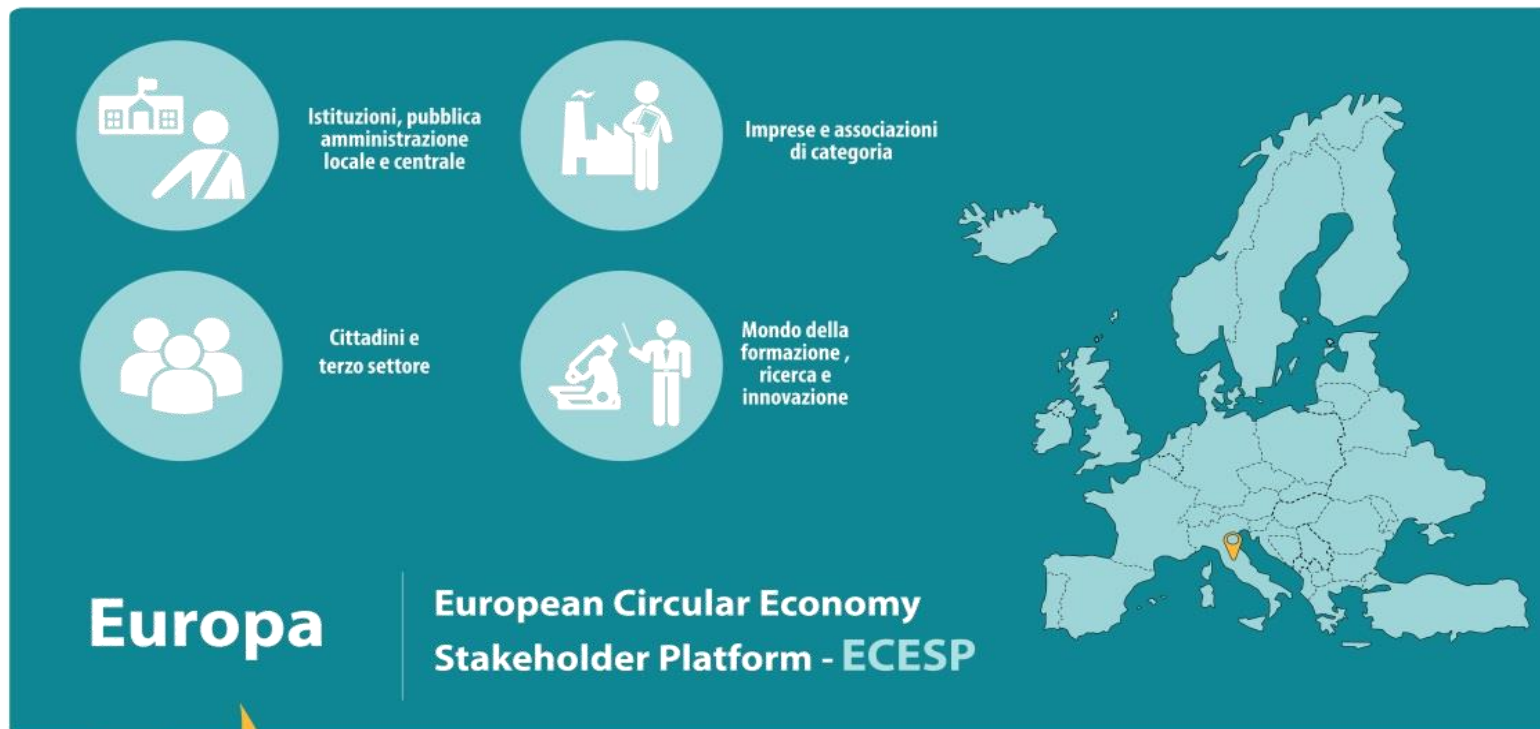 Istituzioni, pubblica
amministrazione
locale e centrale
Imprese e associazioni
di categoria
Cittadini e
terzo settore
Mondo della
formazione ,
ricerca e
innovazione
Europa
European Circular Economy
Stakeholder Platform - ECESP